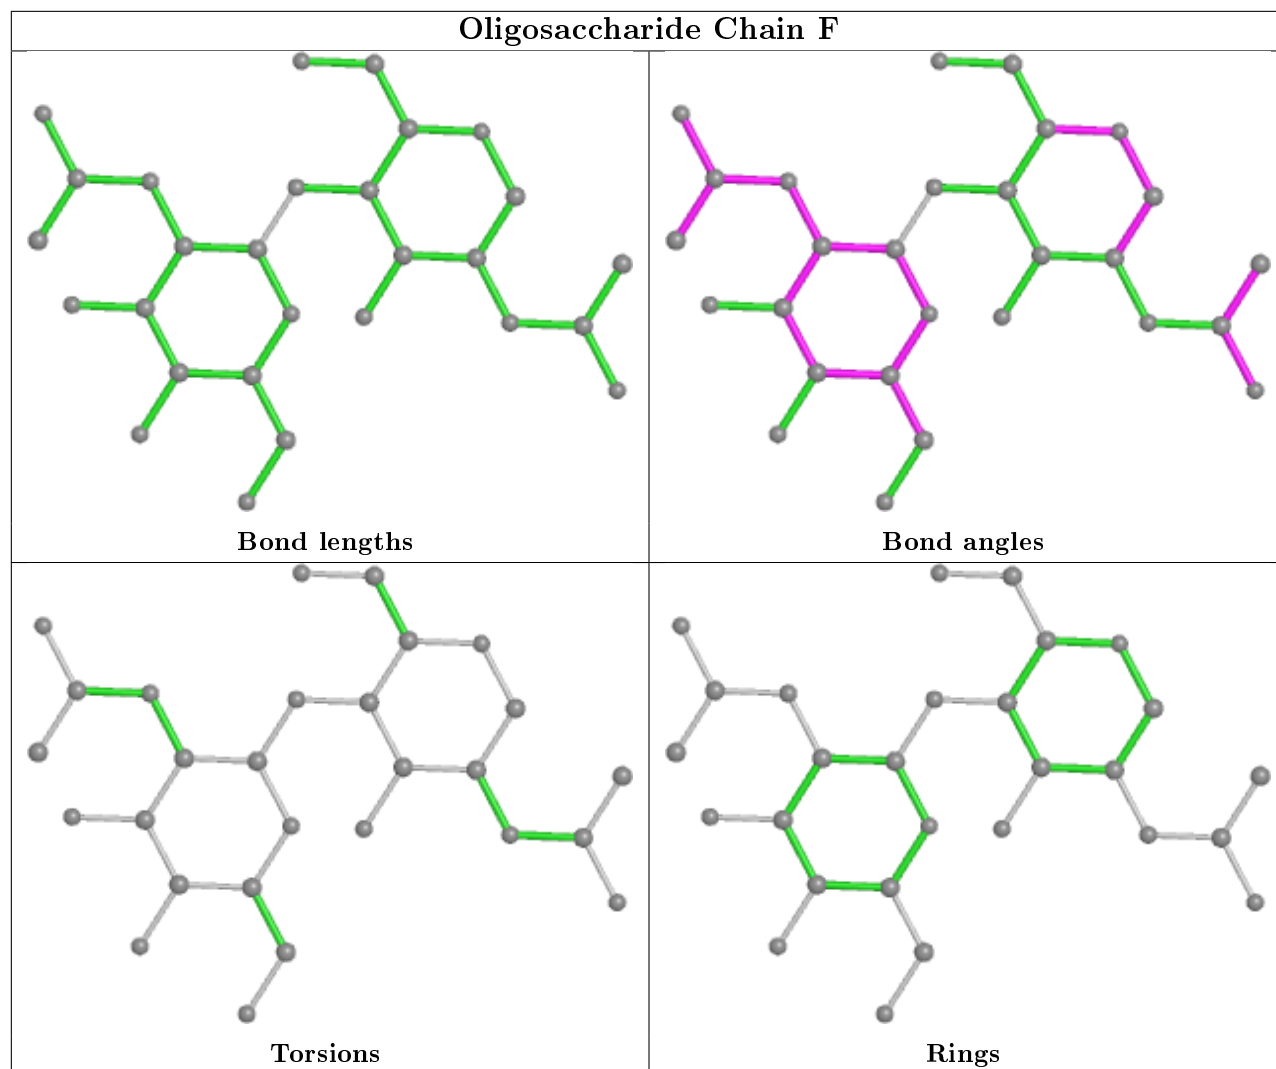 Oligosaccharide Chain F
Bond lengths
Bond angles
Torsions
Rings